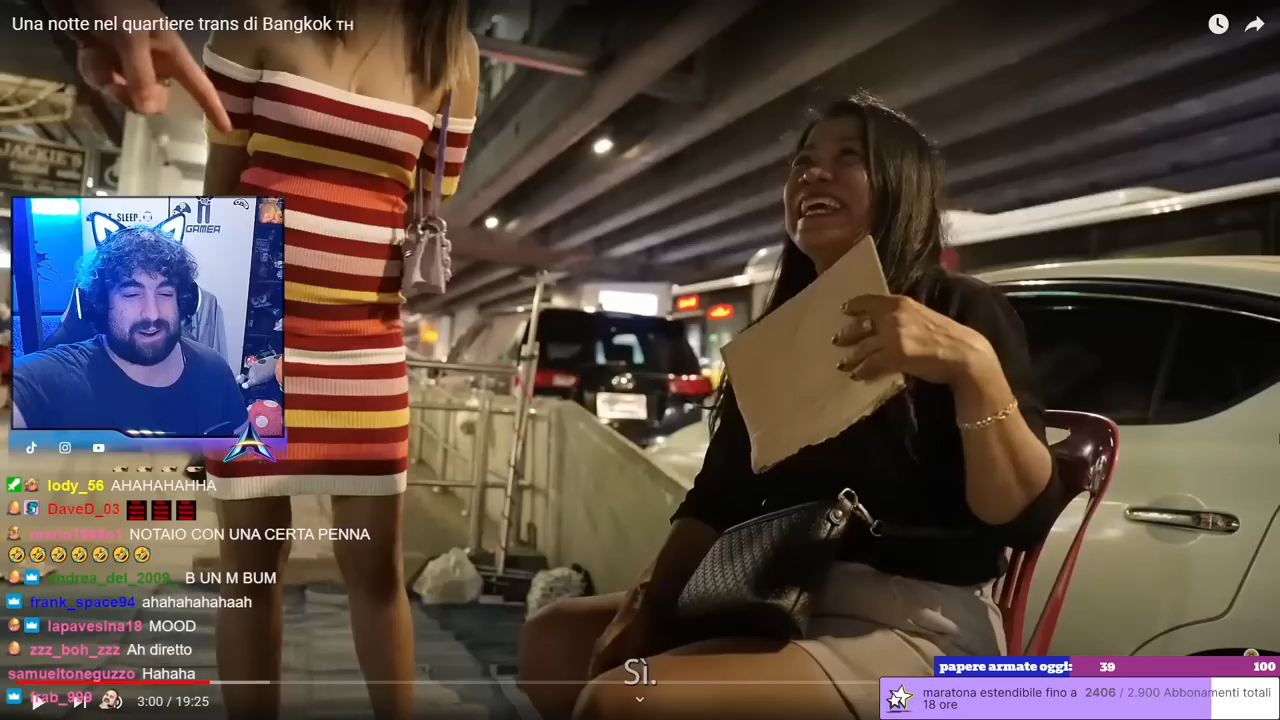 Una notte nel quartiere trans di Bangkok TH
JACKIE'S
T SLEEP
GAMER
lody_56 AHAHAHAHHA
DaveD_03
NOTAIO CON UNA CERTA PENNA
🤣🤣🤣🤣🤣🤣🤣
andrea_del_2009_ B UN M BUM
frank_space94 ahahahahahaah
lapavesina18 MOOD
zzz_boh_zzz Ah diretto
samueltoneguzzo Hahaha
frab_999
3:00 / 19:25
Sì.
papere armate oggi: 39 100
maratona estendibile fino a 18 ore
2406 / 2.900 Abbonamenti totali